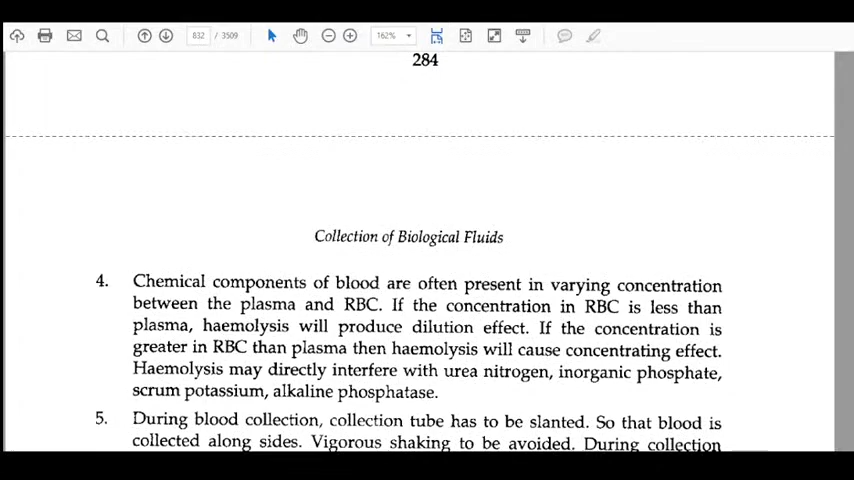 832 / 3509 162%
284
Collection of Biological Fluids
4. Chemical components of blood are often present in varying concentration
between the plasma and RBC. If the concentration in RBC is less than
plasma, haemolysis will produce dilution effect. If the concentration is
greater in RBC than plasma then haemolysis will cause concentrating effect.
Haemolysis may directly interfere with urea nitrogen, inorganic phosphate,
scrum potassium, alkaline phosphatase.
5. During blood collection, collection tube has to be slanted. So that blood is
collected along sides. Vigorous shaking to be avoided. During collection